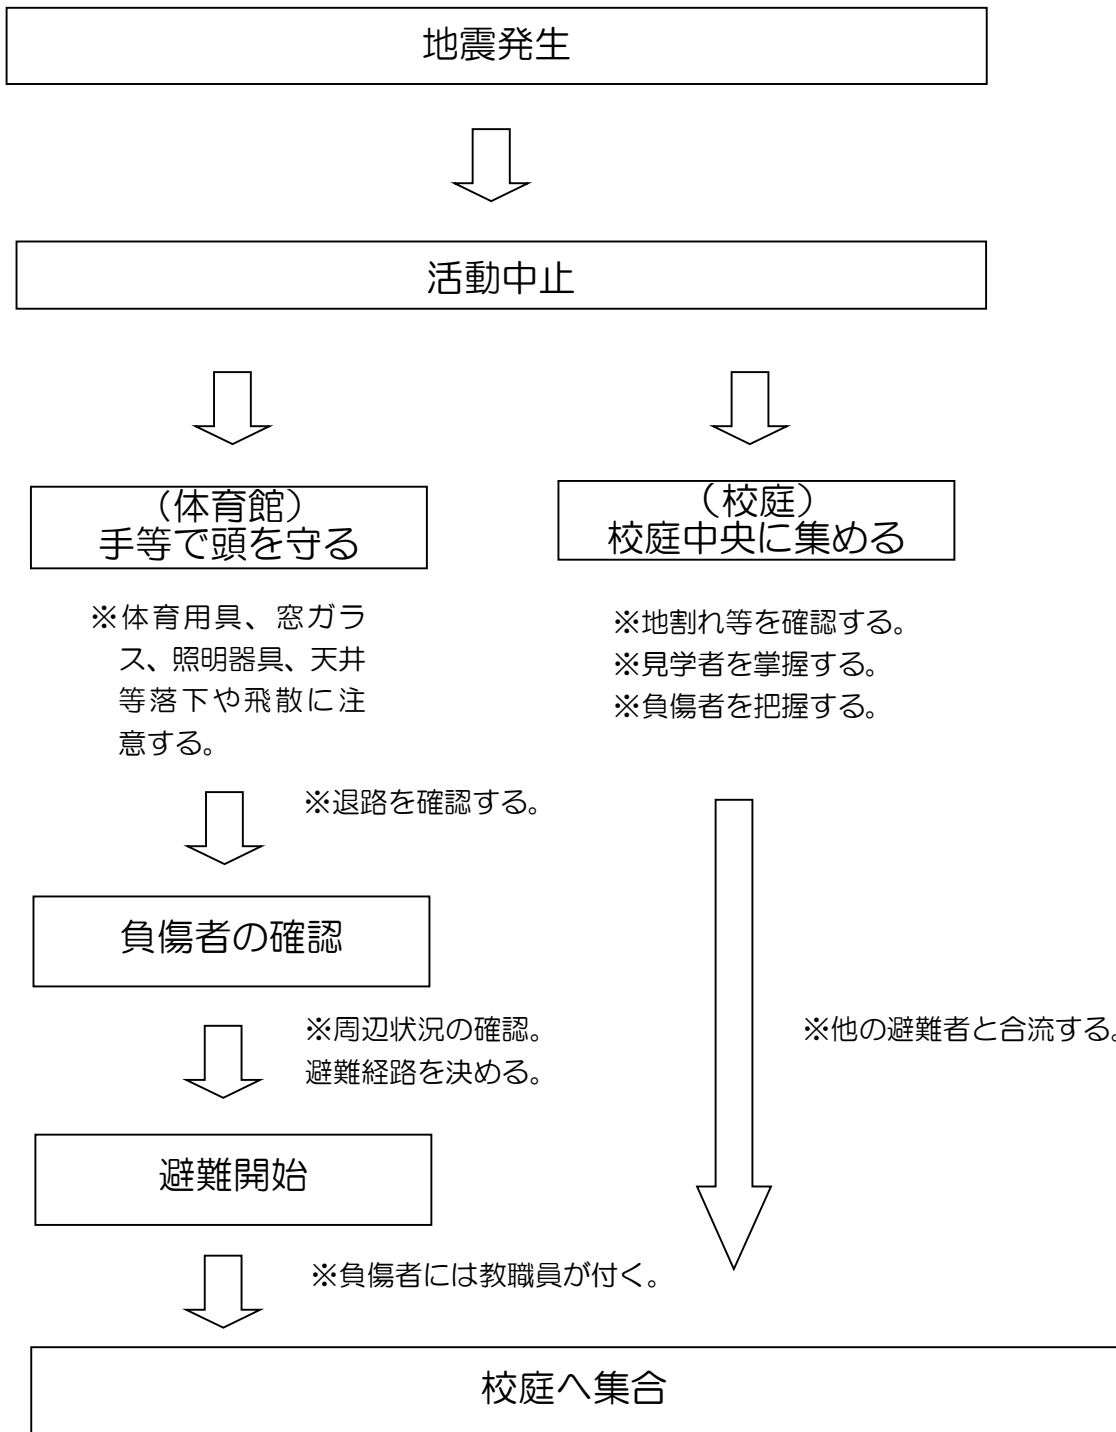 地震発生
活動中止
（体育館）
手等で頭を守る
（校庭）
校庭中央に集める
※体育用具、窓ガラ
ス、照明器具、天井
等落下や飛散に注
意する。
※地割れ等を確認する。
※見学者を掌握する。
※負傷者を把握する。
※退路を確認する。
負傷者の確認
※周辺状況の確認。
避難経路を決める。
※他の避難者と合流する。
避難開始
※負傷者には教職員が付く。
校庭へ集合